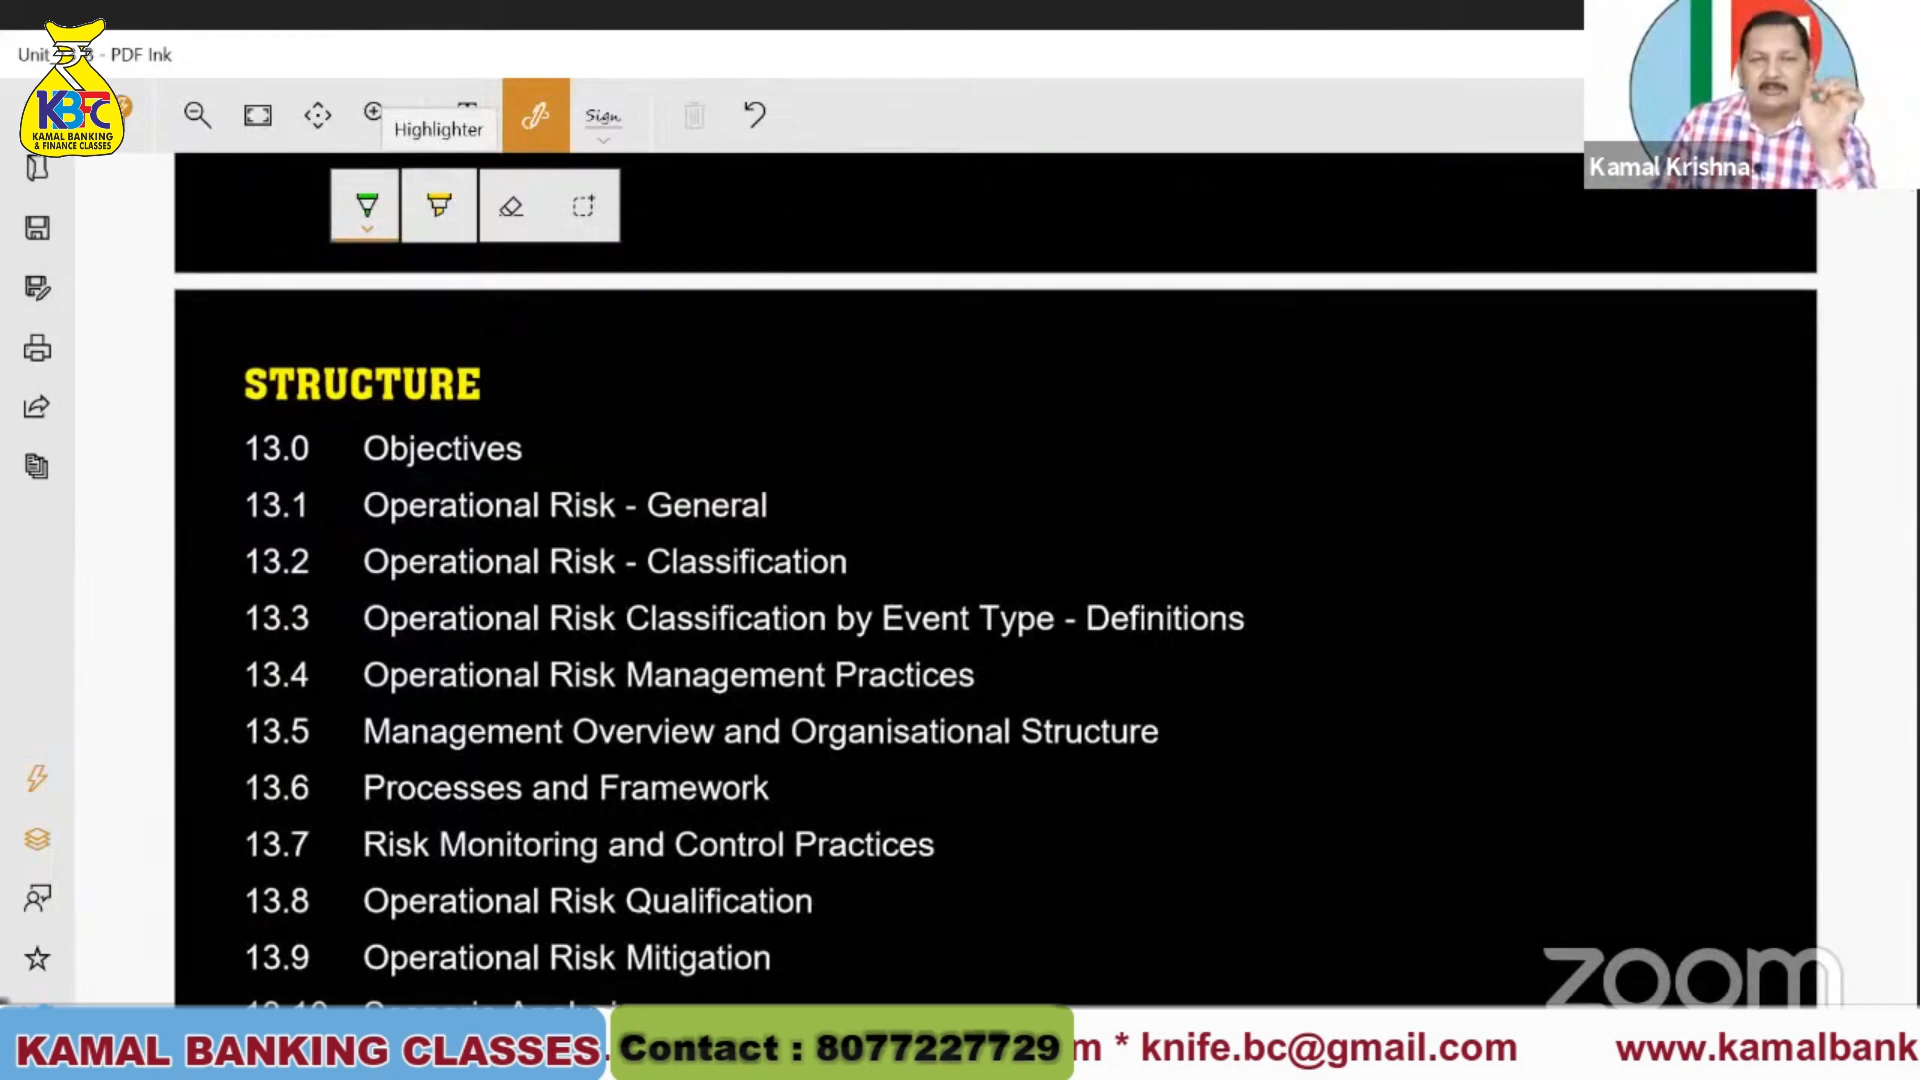 Unit
- PDF Ink
KBFC
KAMAL BANKING
& FINANCE CLASSES
Highlighter
Sign
Kamal Krishna
STRUCTURE
13.0 Objectives
13.1 Operational Risk - General
13.2 Operational Risk - Classification
13.3 Operational Risk Classification by Event Type - Definitions
13.4 Operational Risk Management Practices
13.5 Management Overview and Organisational Structure
13.6 Processes and Framework
13.7 Risk Monitoring and Control Practices
13.8 Operational Risk Qualification
13.9 Operational Risk Mitigation
zoom
KAMAL BANKING CLASSES. Contact : 8077227729 m * knife.bc@gmail.com www.kamalbank